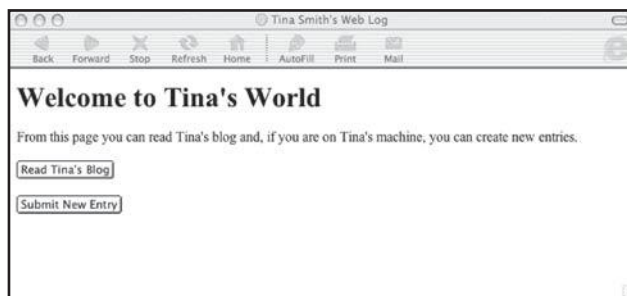 Tina Smith's Web Log
Back Forward Stop Refresh Home AutoFill Print Mail
Welcome to Tina's World
From this page you can read Tina's blog and, if you are on Tina's machine, you can create new entries.
Read Tina's Blog
Submit New Entry